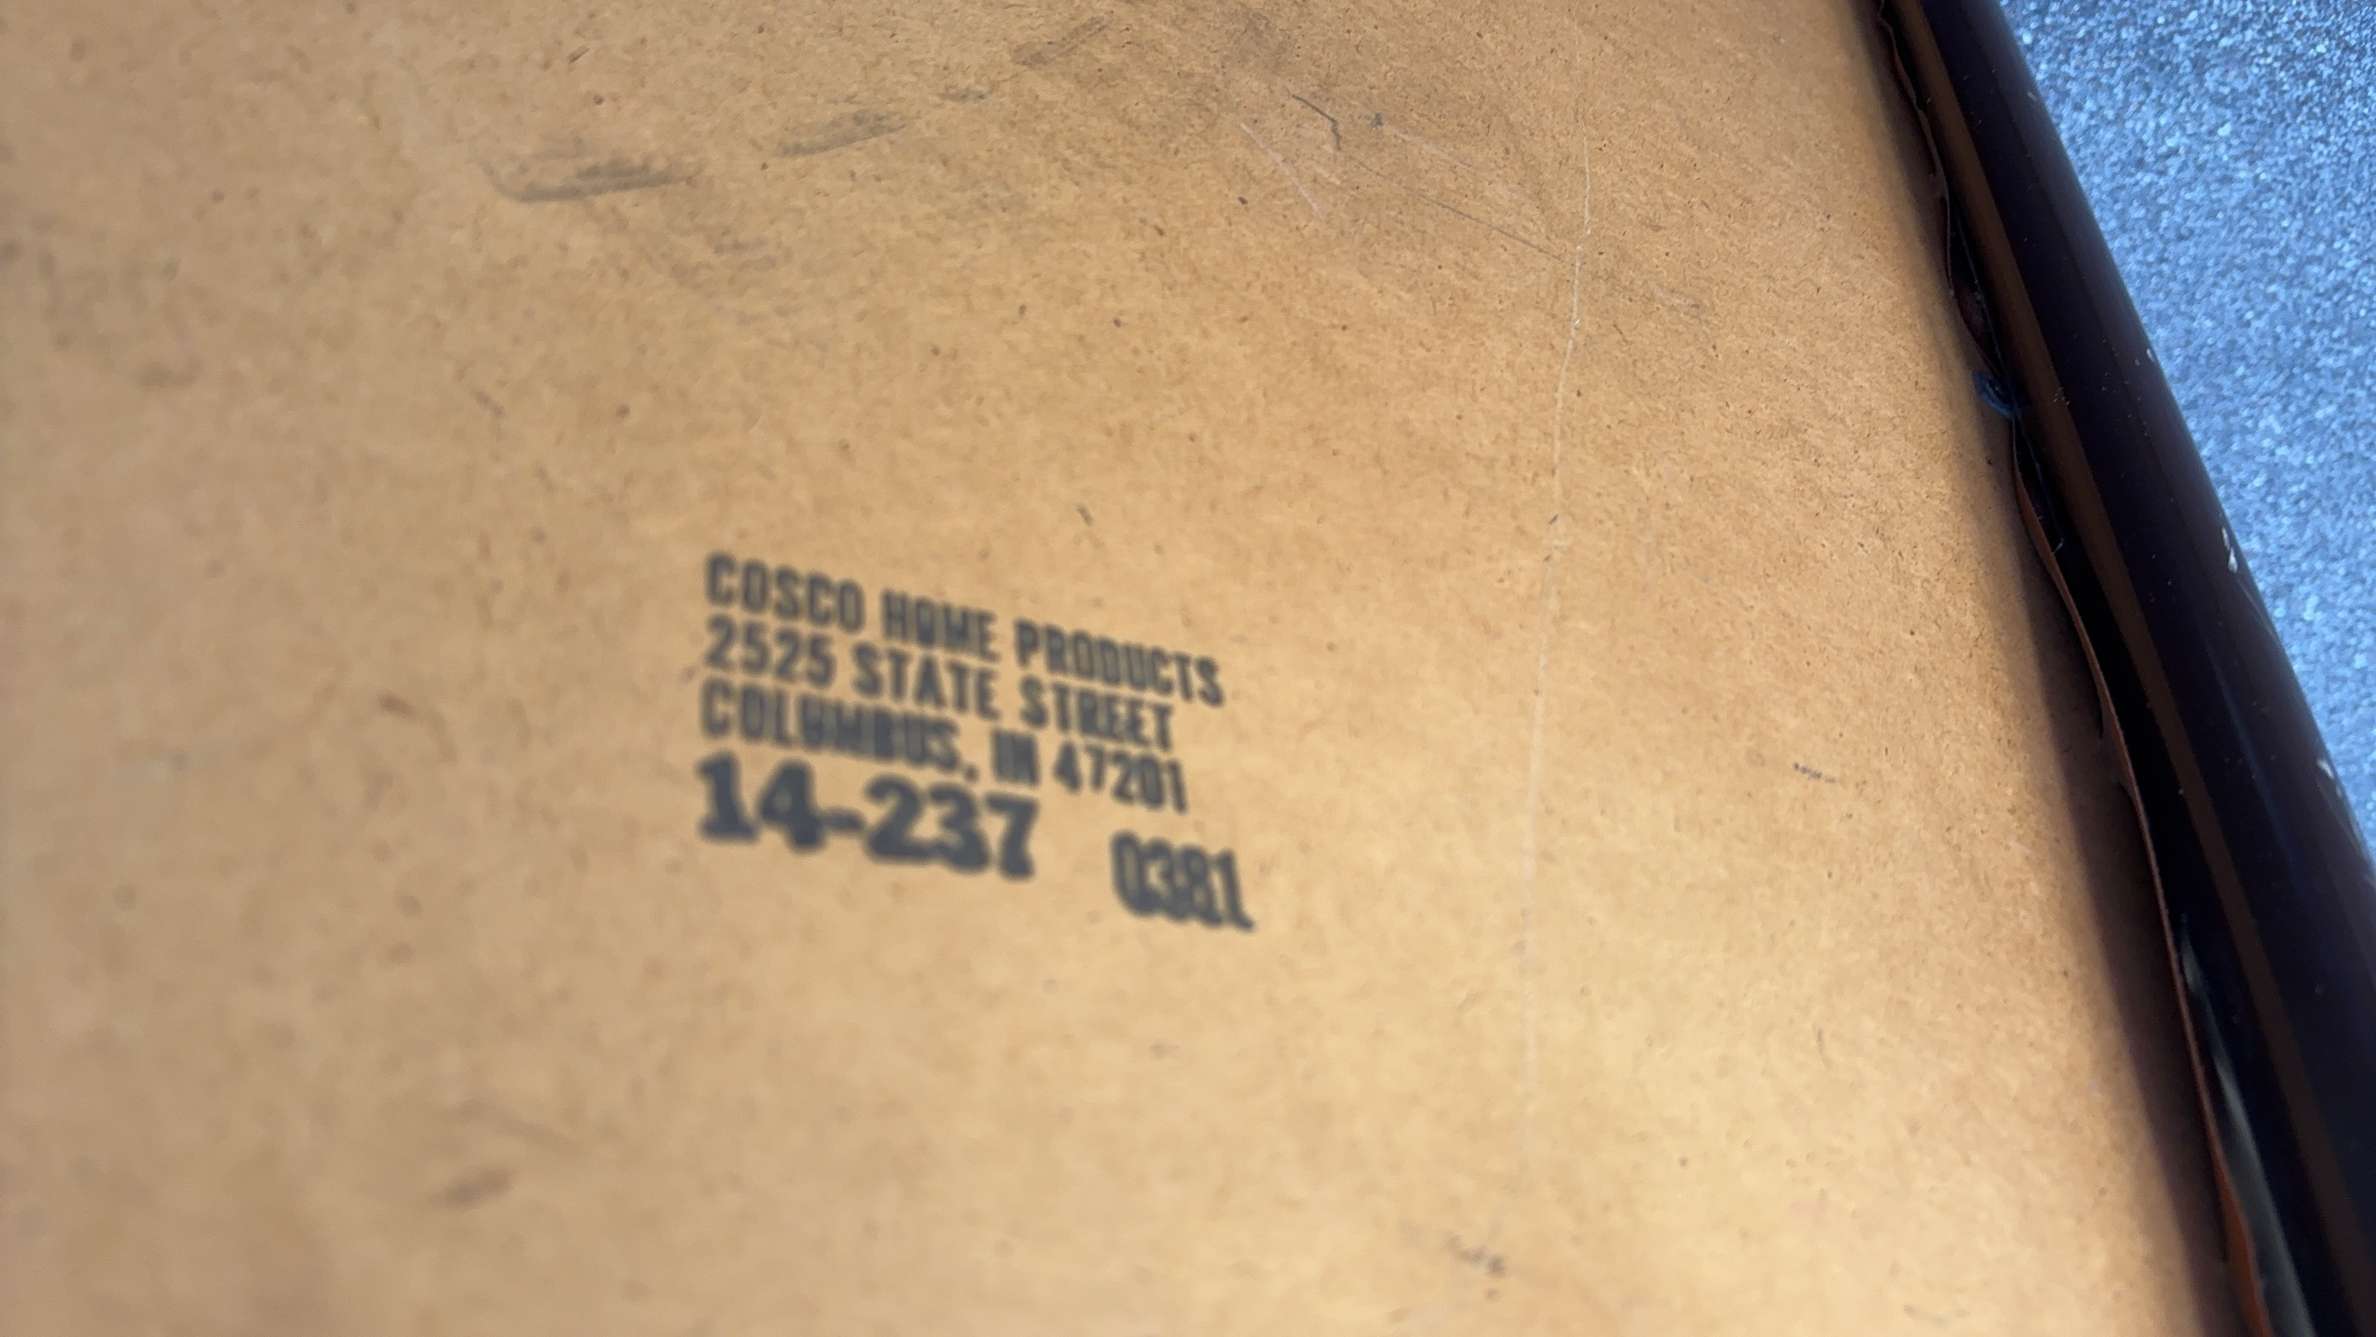 COSCO HOME PRODUCTS
2525 STATE STREET
COLUMBUS, IN 47201
14-237 0381